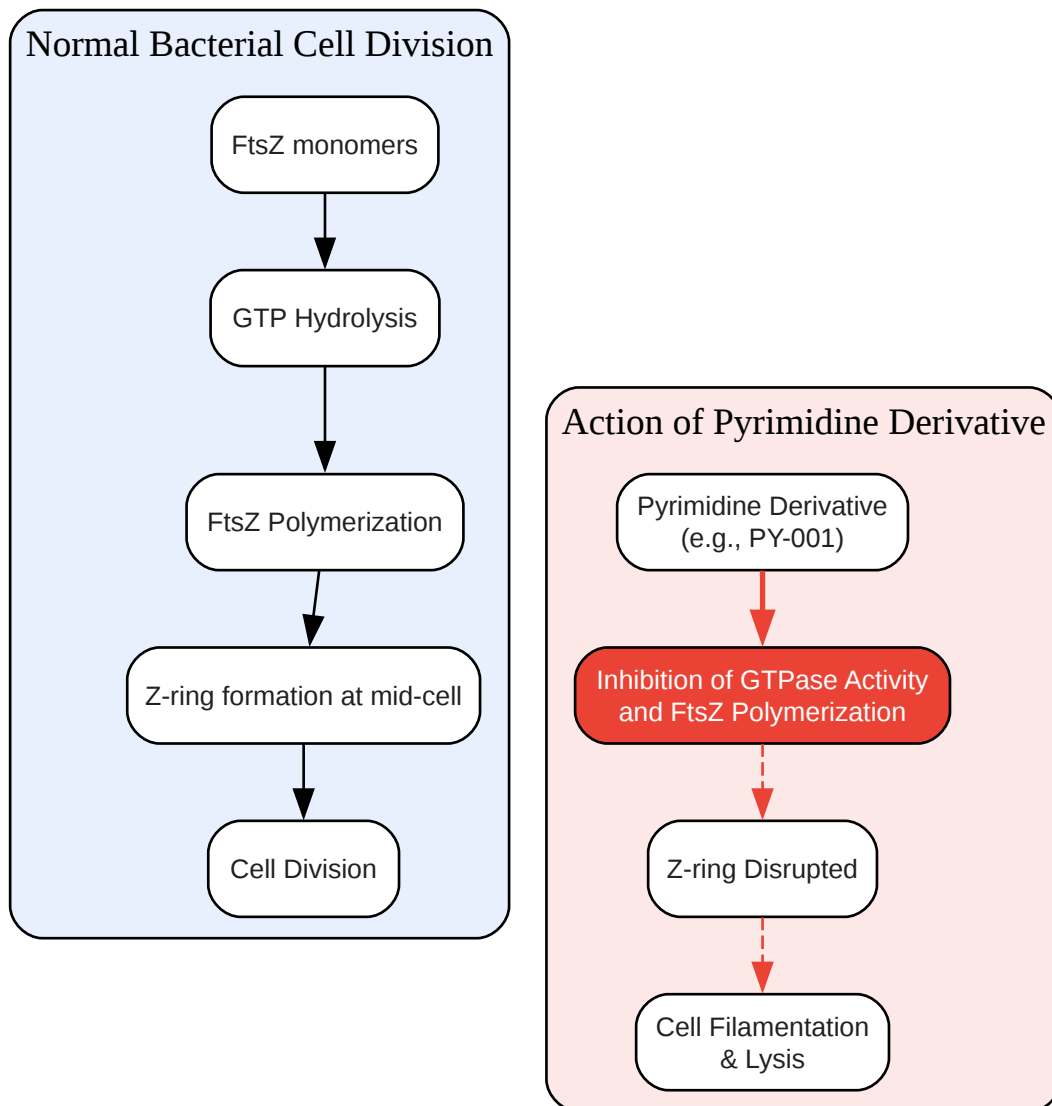 Normal Bacterial Cell Division
FtsZ monomers
GTP Hydrolysis
FtsZ Polymerization
Z-ring formation at mid-cell
Cell Division
Action of Pyrimidine Derivative
Pyrimidine Derivative
(e.g., PY-001)
Inhibition of GTPase Activity
and FtsZ Polymerization
Z-ring Disrupted
Cell Filamentation
& Lysis